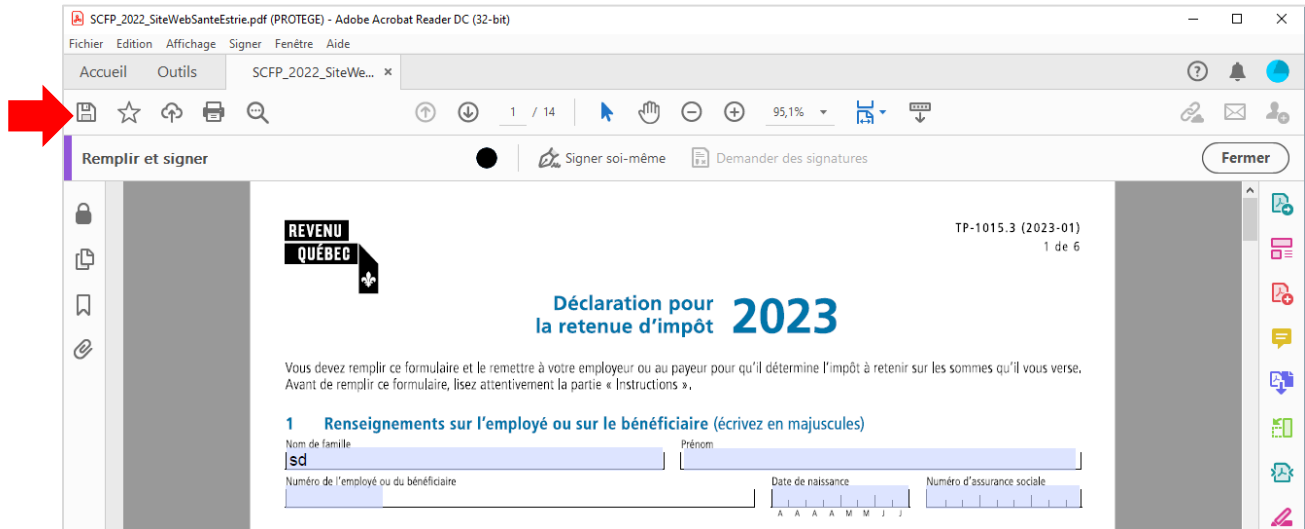 SCFP_2022_SiteWebSanteEstrie.pdf (PROTEGE) - Adobe Acrobat Reader DC (32-bit)
Fichier Edition Affichage Signer Fenêtre Aide
Accueil Outils SCFP_2022_SiteWe... ×
1 / 14 95,1%
Remplir et signer Signer soi-même Demander des signatures Fermer
REVENU
QUÉBEC
TP-1015.3 (2023-01)
1 de 6
Déclaration pour
la retenue d'impôt 2023
Vous devez remplir ce formulaire et le remettre à votre employeur ou au payeur pour qu'il détermine l'impôt à retenir sur les sommes qu'il vous verse.
Avant de remplir ce formulaire, lisez attentivement la partie « Instructions ».
1 Renseignements sur l'employé ou sur le bénéficiaire (écrivez en majuscules)
Nom de famille Prénom
sd
Numéro de l'employé ou du bénéficiaire Date de naissance Numéro d'assurance sociale
A A A A M M J J